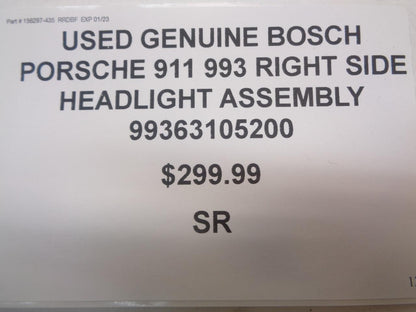 Part # 156297-435 RRDBF EXP 01/23
USED GENUINE BOSCH
PORSCHE 911 993 RIGHT SIDE
HEADLIGHT ASSEMBLY
99363105200
$299.99
SR